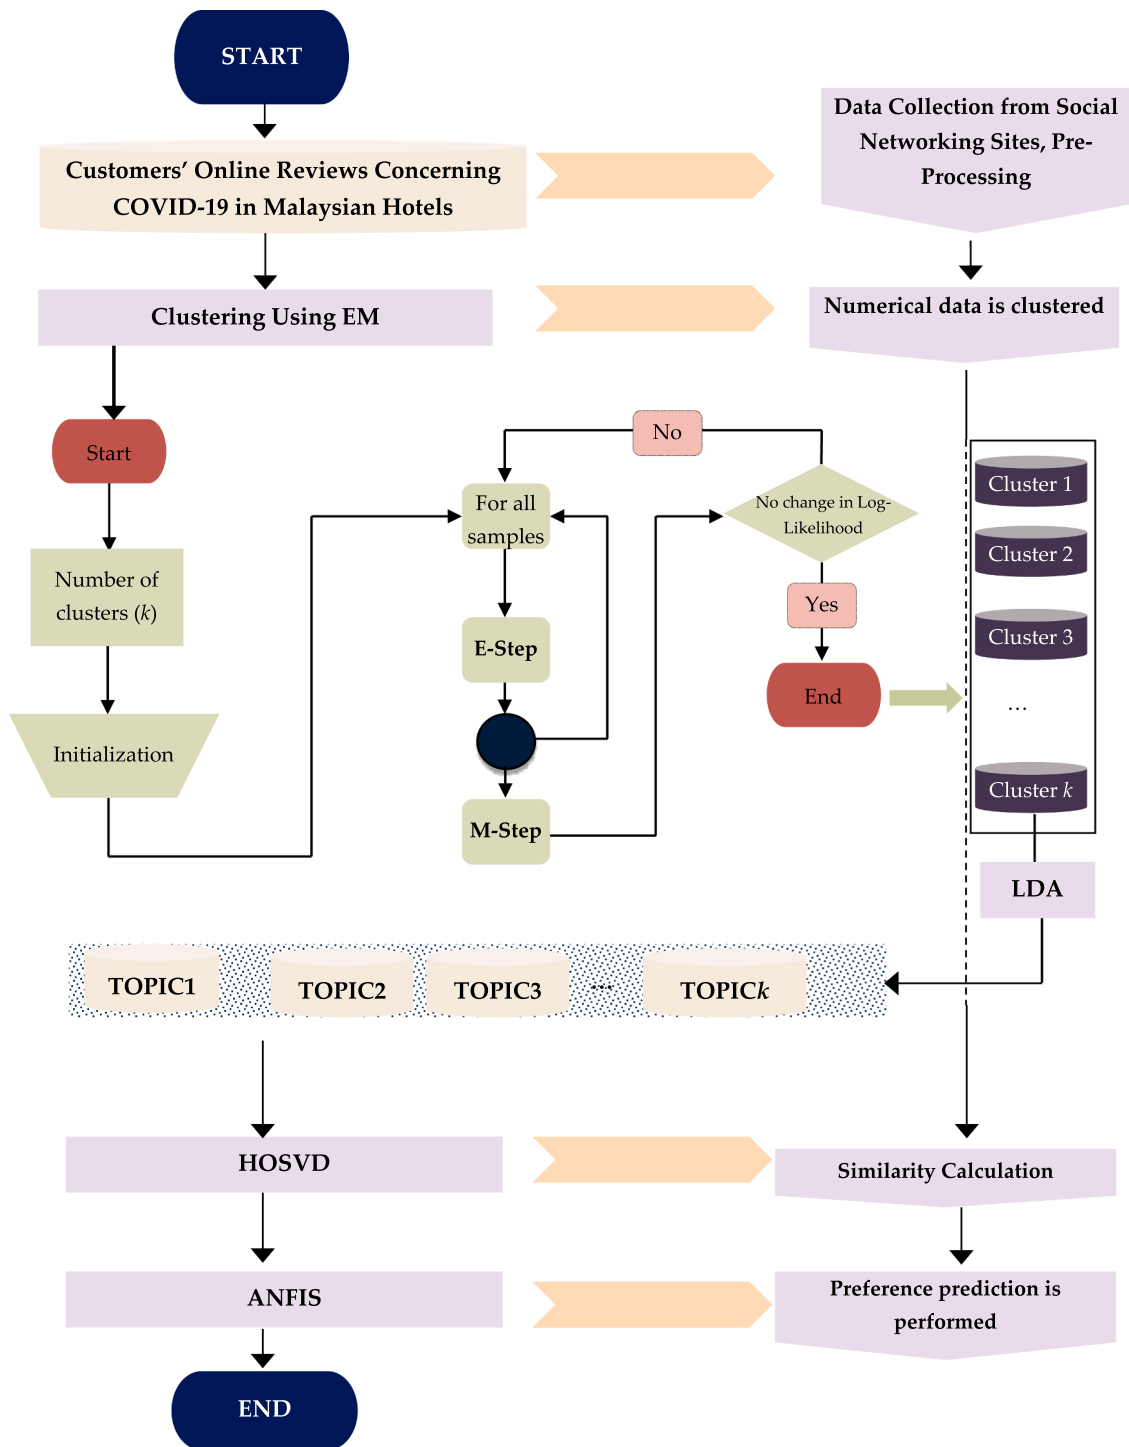 START
Customers’ Online Reviews Concerning
COVID-19 in Malaysian Hotels
Data Collection from Social
Networking Sites, Pre-
Processing
Clustering Using EM
Numerical data is clustered
Start
Number of
clusters (k)
Initialization
For all
samples
E-Step
M-Step
No
No change in Log-
Likelihood
Yes
End
Cluster 1
Cluster 2
Cluster 3
...
Cluster k
LDA
TOPIC1
TOPIC2
TOPIC3
...
TOPICk
HOSVD
Similarity Calculation
ANFIS
Preference prediction is
performed
END